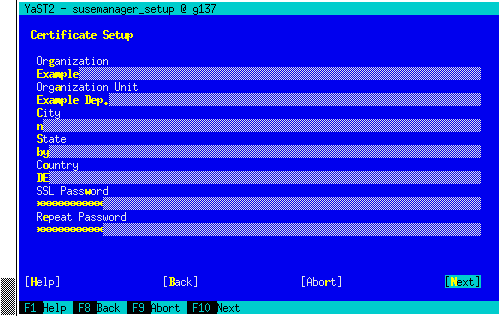 YaST2 - susemanager_setup @ g137
Certificate Setup
Organization
Example
Organization Unit
Example Dep.
City
n
State
by
Country
DE
SSL Password
***********
Repeat Password
***********
[Help] [Back] [Abort] [Next]
F1 Help F8 Back F9 Abort F10 Next